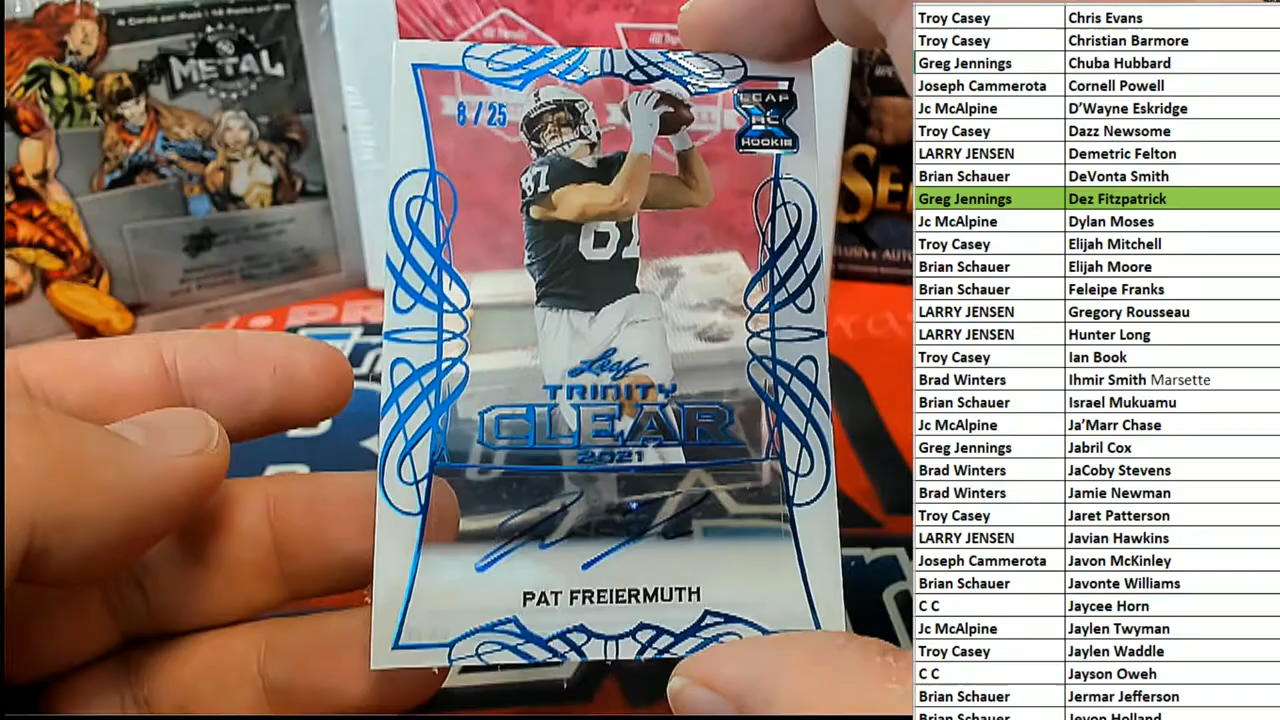 METAL
8 / 25
LEAF
RC
ROOKIE
87
87
Leaf
TRINITY
CLEAR
2021
PAT FREIERMUTH
Troy Casey Chris Evans
Troy Casey Christian Barmore
Greg Jennings Chuba Hubbard
Joseph Cammerota Cornell Powell
Jc McAlpine D'Wayne Eskridge
Troy Casey Dazz Newsome
LARRY JENSEN Demetric Felton
Brian Schauer DeVonta Smith
Greg Jennings Dez Fitzpatrick
Jc McAlpine Dylan Moses
Troy Casey Elijah Mitchell
Brian Schauer Elijah Moore
Brian Schauer Feleipe Franks
LARRY JENSEN Gregory Rousseau
LARRY JENSEN Hunter Long
Troy Casey Ian Book
Brad Winters Ihmir Smith Marsette
Brian Schauer Israel Mukuamu
Jc McAlpine Ja'Marr Chase
Greg Jennings Jabril Cox
Brad Winters JaCoby Stevens
Brad Winters Jamie Newman
Troy Casey Jaret Patterson
LARRY JENSEN Javian Hawkins
Joseph Cammerota Javon McKinley
Brian Schauer Javonte Williams
C C Jaycee Horn
Jc McAlpine Jaylen Twyman
Troy Casey Jaylen Waddle
C C Jayson Oweh
Brian Schauer Jermar Jefferson
Brian Schauer Jevon Holland